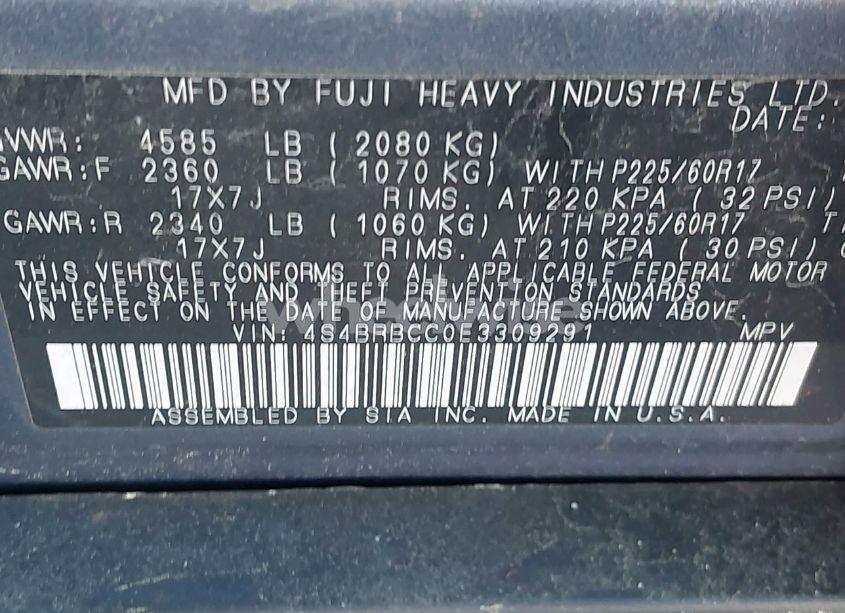 MFD BY FUJI HEAVY INDUSTRIES LTD.
DATE:
VWR: 4585 LB ( 2080 KG)
GAWR:F 2360 LB ( 1070 KG) WITH P225/60R17
17X7J RIMS. AT 220 KPA ( 32 PSI)
GAWR:R 2340 LB ( 1060 KG) WITH P225/60R17
17X7J RIMS. AT 210 KPA ( 30 PSI)
THIS VEHICLE CONFORMS TO ALL APPLICABLE FEDERAL MOTOR
VEHICLE SAFETY AND THEFT PREVENTION STANDARDS
IN EFFECT ON THE DATE OF MANUFACTURE SHOWN ABOVE.
VIN: 4S4BRBCC0E3309291 MPV
ASSEMBLED BY SIA INC. MADE IN U.S.A.